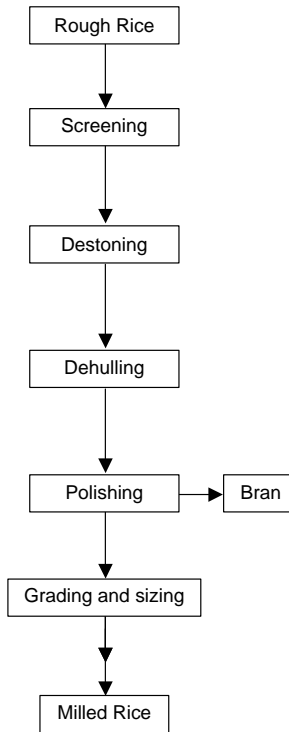 Rough Rice
Screening
Destoning
Dehulling
Polishing
Bran
Grading and sizing
Milled Rice